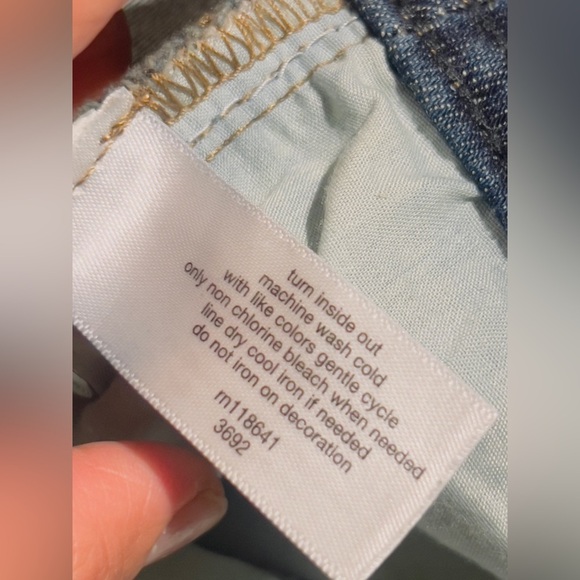 turn inside out
machine wash cold
with like colors gentle cycle
only non chlorine bleach when needed
line dry cool iron if needed
do not iron on decoration
rn118641
3692